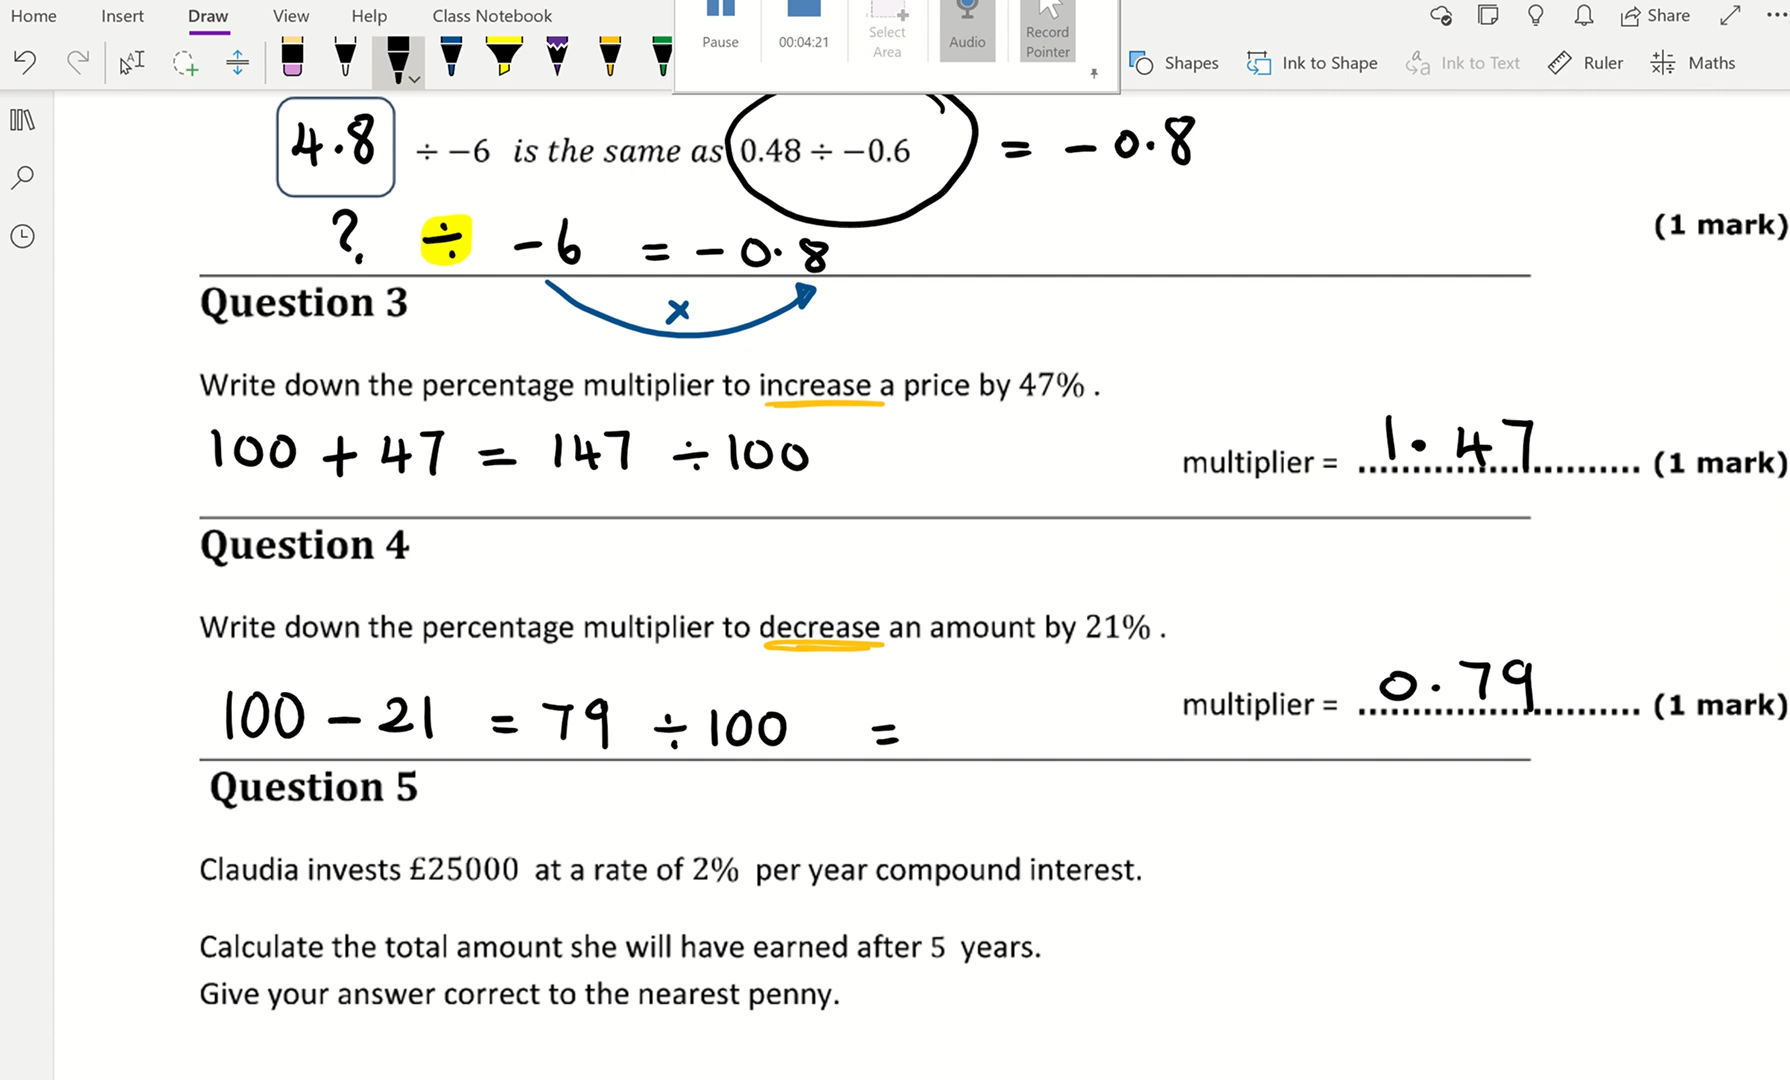 Home Insert Draw View Help Class Notebook
Pause 00:04:21 Select Area Audio Record Pointer
Share
Shapes Ink to Shape Ink to Text Ruler Maths
4.8 ÷ −6 is the same as 0.48 ÷ −0.6 = −0.8
? ÷ −6 = −0.8
(1 mark)
×
Question 3
Write down the percentage multiplier to increase a price by 47% .
100 + 47 = 147 ÷ 100
multiplier = 1.47 (1 mark)
Question 4
Write down the percentage multiplier to decrease an amount by 21% .
100 − 21 = 79 ÷ 100 =
multiplier = 0.79 (1 mark)
Question 5
Claudia invests £25000 at a rate of 2% per year compound interest.
Calculate the total amount she will have earned after 5 years.
Give your answer correct to the nearest penny.